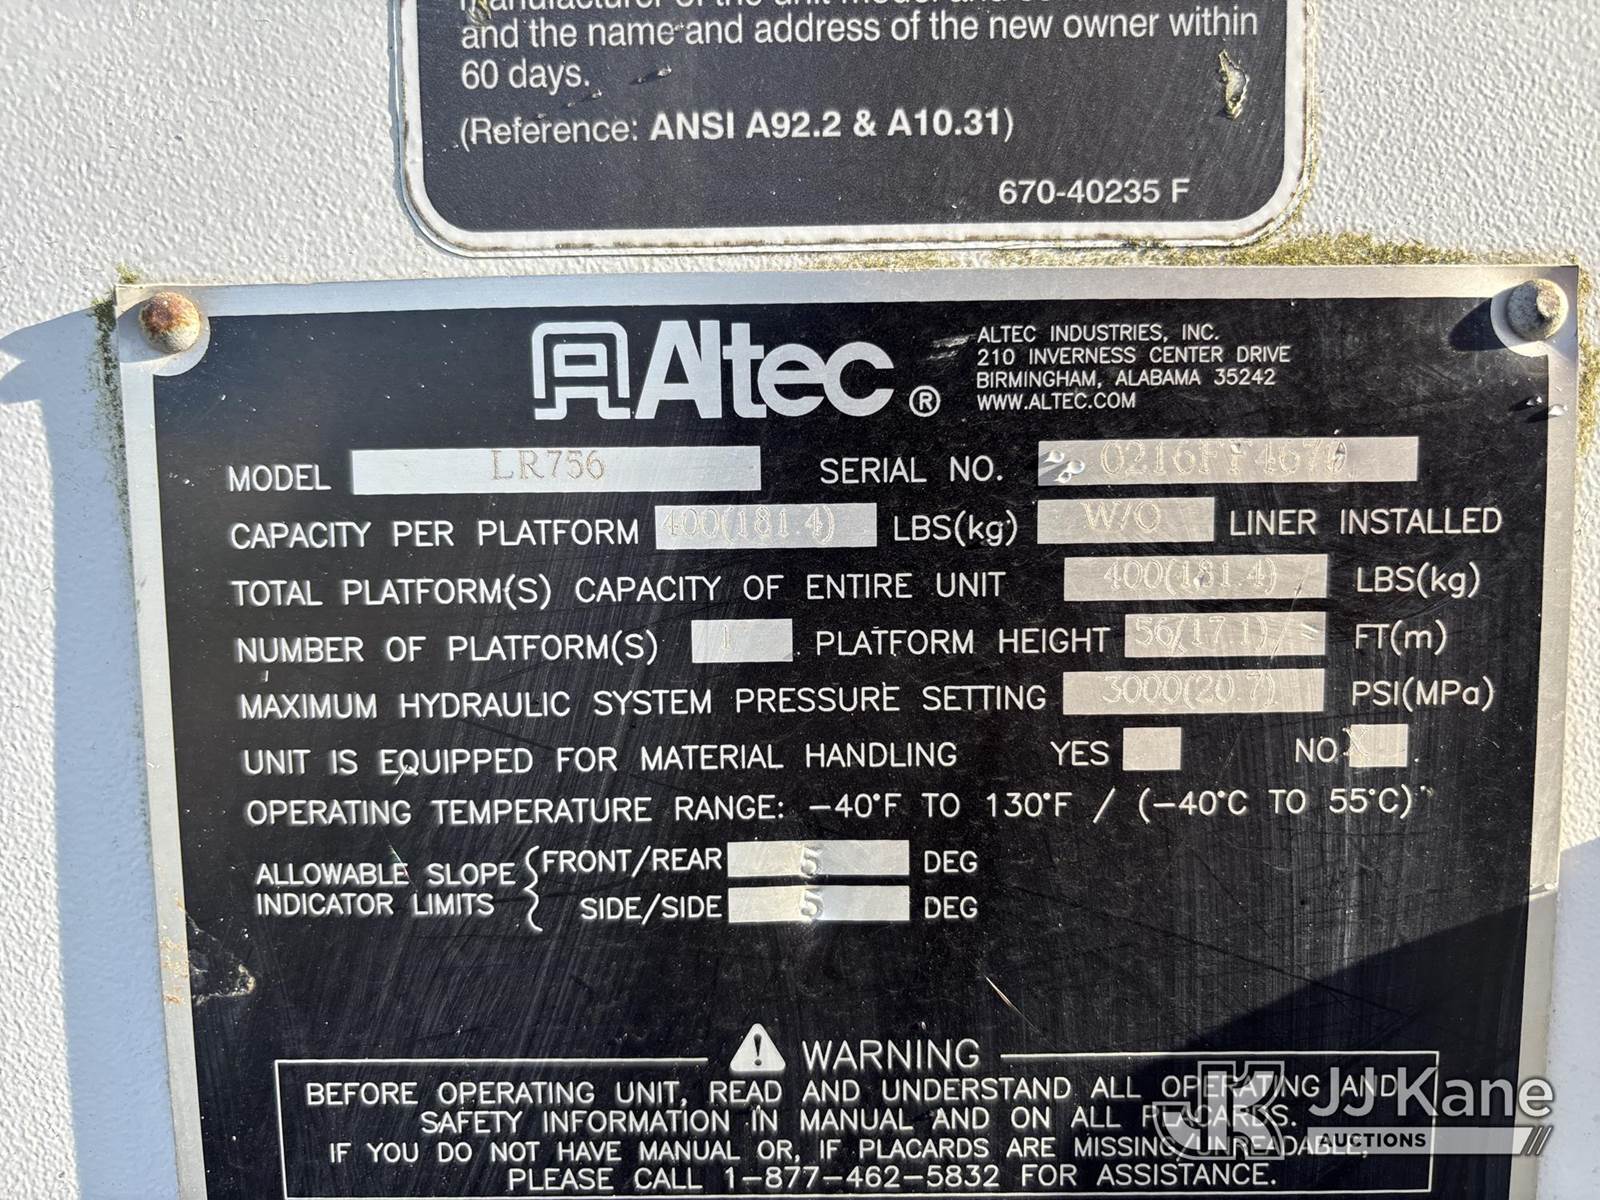 and the name and address of the new owner within
60 days.
(Reference: ANSI A92.2 & A10.31)
670-40235 F
Altec ®
ALTEC INDUSTRIES, INC.
210 INVERNESS CENTER DRIVE
BIRMINGHAM, ALABAMA 35242
WWW.ALTEC.COM
MODEL LR756 SERIAL NO.
CAPACITY PER PLATFORM 400(181.4) LBS(kg) W/O LINER INSTALLED
TOTAL PLATFORM(S) CAPACITY OF ENTIRE UNIT 400(181.4) LBS(kg)
NUMBER OF PLATFORM(S) 1 PLATFORM HEIGHT 56(17.1) FT(m)
MAXIMUM HYDRAULIC SYSTEM PRESSURE SETTING 3000(20.7) PSI(MPa)
UNIT IS EQUIPPED FOR MATERIAL HANDLING YES NO X
OPERATING TEMPERATURE RANGE: -40°F TO 130°F / (-40°C TO 55°C)
ALLOWABLE SLOPE INDICATOR LIMITS
FRONT/REAR 5 DEG
SIDE/SIDE 5 DEG
WARNING
BEFORE OPERATING UNIT, READ AND UNDERSTAND ALL OPERATING AND
SAFETY INFORMATION IN MANUAL AND ON ALL PLACARDS.
IF YOU DO NOT HAVE MANUAL OR, IF PLACARDS ARE MISSING/UNREADABLE,
PLEASE CALL 1-877-462-5832 FOR ASSISTANCE.
JK JJ Kane
AUCTIONS